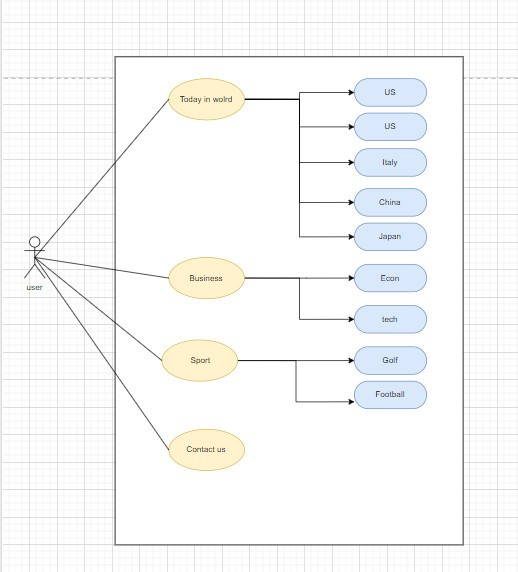 Today in wolrd
US
US
Italy
China
Japan
user
Business
Econ
tech
Sport
Golf
Football
Contact us